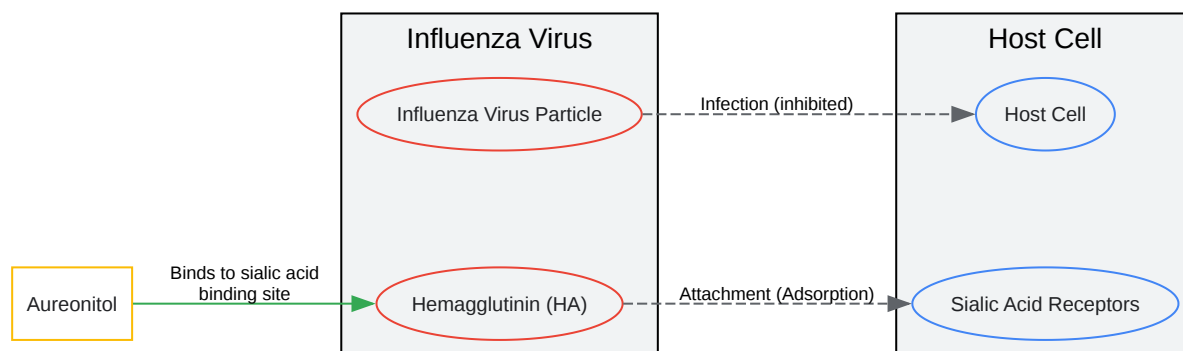 Influenza Virus
Host Cell
Influenza Virus Particle
Infection (inhibited)
Host Cell
Aureonitol
Binds to sialic acid
binding site
Hemagglutinin (HA)
Attachment (Adsorption)
Sialic Acid Receptors